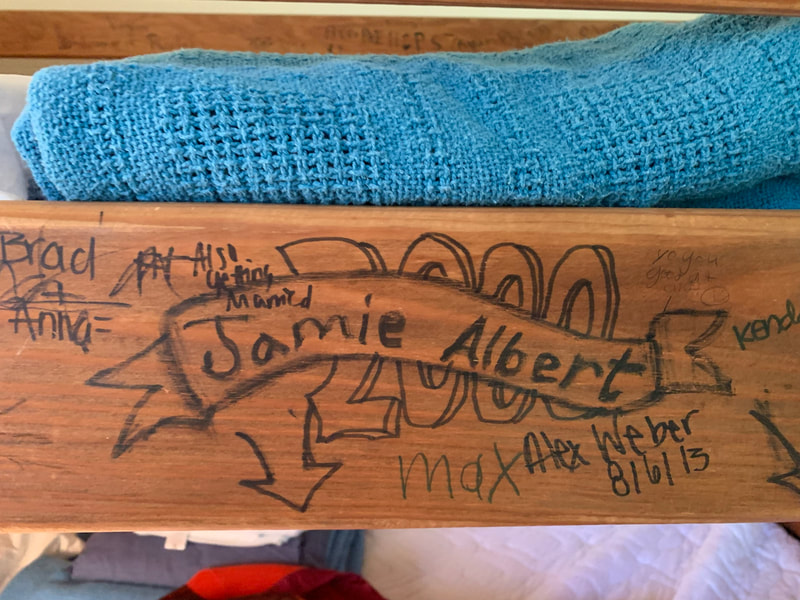 Brad
+
Anna=
Also
getting
married
2000
Jamie Albert
Max
Alex Weber
8/6/13